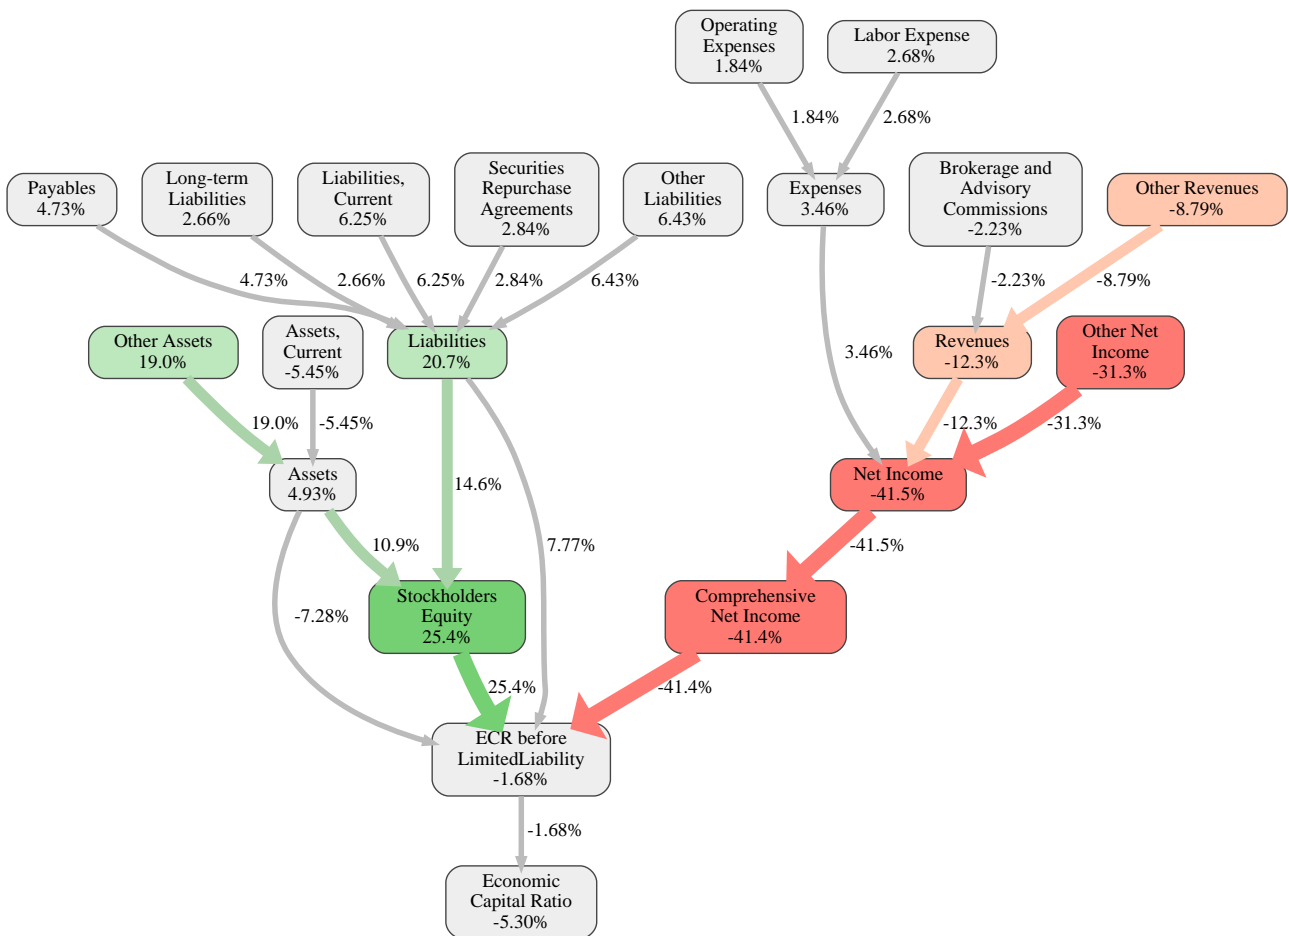 Operating
Expenses
1.84%
Labor Expense
2.68%
1.84%
2.68%
Payables
4.73%
Long-term
Liabilities
2.66%
Liabilities,
Current
6.25%
Securities
Repurchase
Agreements
2.84%
Other
Liabilities
6.43%
Expenses
3.46%
Brokerage and
Advisory
Commissions
-2.23%
Other Revenues
-8.79%
4.73%
2.66%
6.25%
2.84%
6.43%
-2.23%
-8.79%
Other Assets
19.0%
Assets,
Current
-5.45%
Liabilities
20.7%
3.46%
Revenues
-12.3%
Other Net
Income
-31.3%
19.0%
-5.45%
-12.3%
-31.3%
Assets
4.93%
14.6%
Net Income
-41.5%
10.9%
7.77%
-41.5%
-7.28%
Stockholders
Equity
25.4%
Comprehensive
Net Income
-41.4%
25.4%
-41.4%
ECR before
LimitedLiability
-1.68%
-1.68%
Economic
Capital Ratio
-5.30%